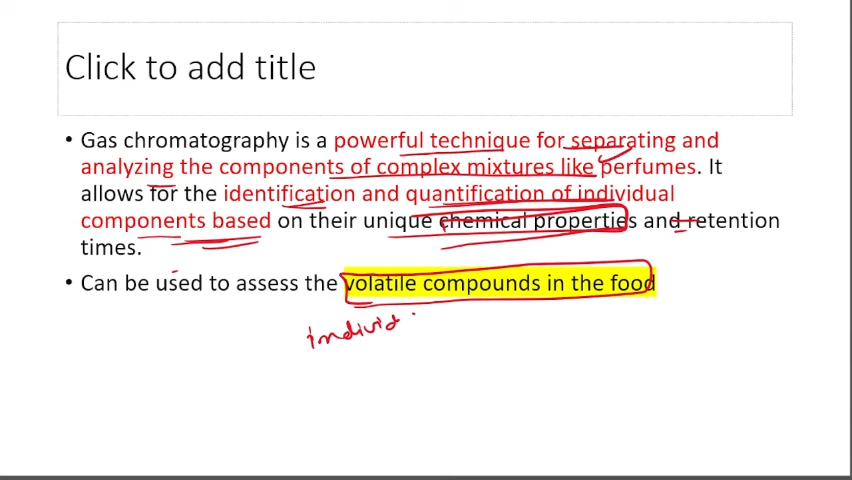 Click to add title
• Gas chromatography is a powerful technique for separating and
analyzing the components of complex mixtures like perfumes. It
allows for the identification and quantification of individual
components based on their unique chemical properties and retention
times.
• Can be used to assess the volatile compounds in the food
individ